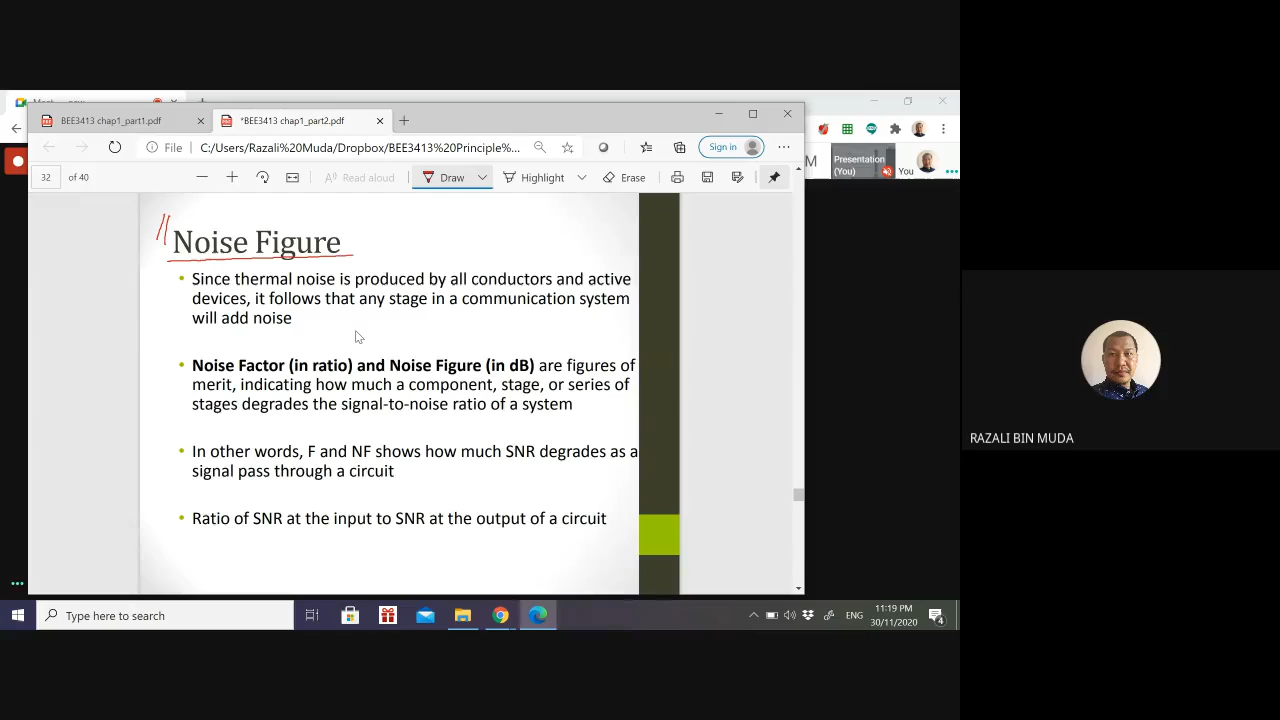 BEE3413 chap1_part1.pdf
*BEE3413 chap1_part2.pdf
File
C:/Users/Razali%20Muda/Dropbox/BEE3413%20Principle%...
Sign in
M
Presentation
(You)
You
32 of 40
Read aloud
Draw
Highlight
Erase
Noise Figure
• Since thermal noise is produced by all conductors and active
devices, it follows that any stage in a communication system
will add noise
• Noise Factor (in ratio) and Noise Figure (in dB) are figures of
merit, indicating how much a component, stage, or series of
stages degrades the signal-to-noise ratio of a system
• In other words, F and NF shows how much SNR degrades as a
signal pass through a circuit
• Ratio of SNR at the input to SNR at the output of a circuit
RAZALI BIN MUDA
Type here to search
ENG
11:19 PM
30/11/2020
4